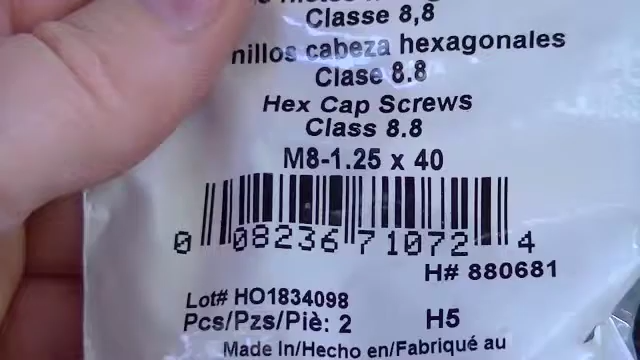 Classe 8,8
nillos cabeza hexagonales
Clase 8.8
Hex Cap Screws
Class 8.8
M8-1.25 x 40
0 08236 71072 4
H# 880681
Lot# HO1834098
Pcs/Pzs/Piè: 2 H5
Made In/Hecho en/Fabriqué au